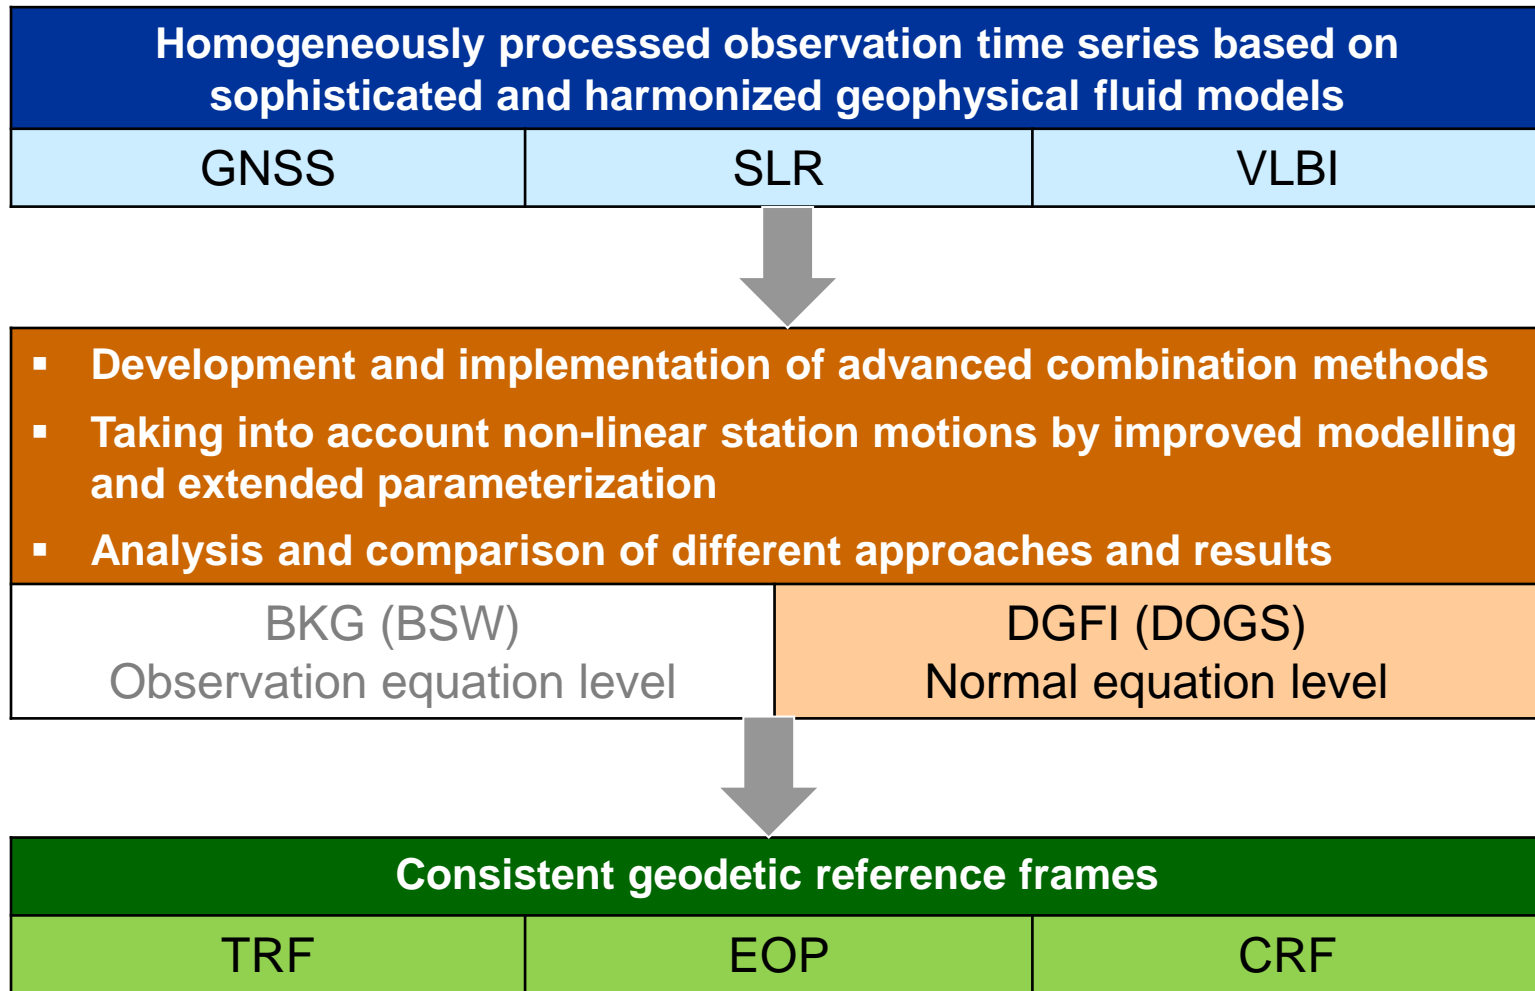 Homogeneously processed observation time series based on
sophisticated and harmonized geophysical fluid models
GNSS
SLR
VLBI
▪ Development and implementation of advanced combination methods
▪ Taking into account non-linear station motions by improved modelling
and extended parameterization
▪ Analysis and comparison of different approaches and results
BKG (BSW)
Observation equation level
DGFI (DOGS)
Normal equation level
Consistent geodetic reference frames
TRF
EOP
CRF